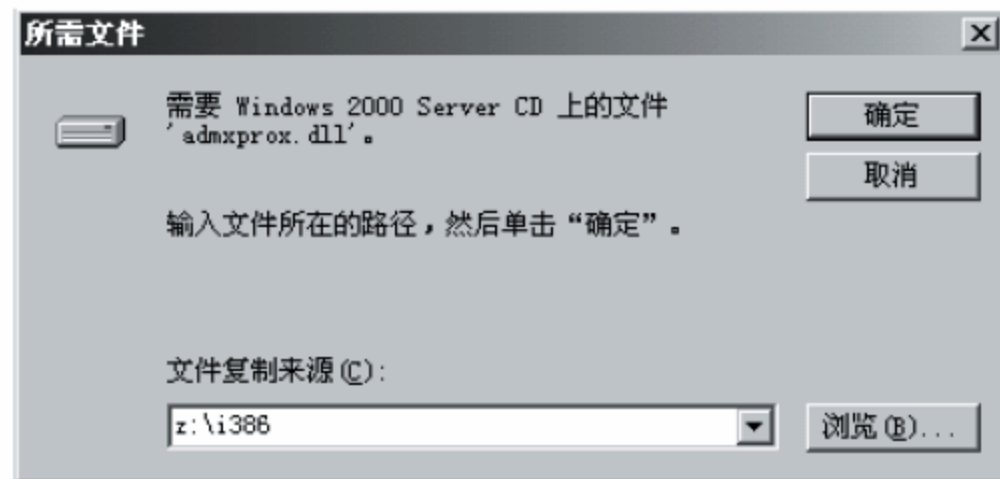 所需文件
需要 Windows 2000 Server CD 上的文件
'admxprox.dll'。
确定
取消
输入文件所在的路径，然后单击“确定”。
文件复制来源(C):
z:\i386
浏览(B)...